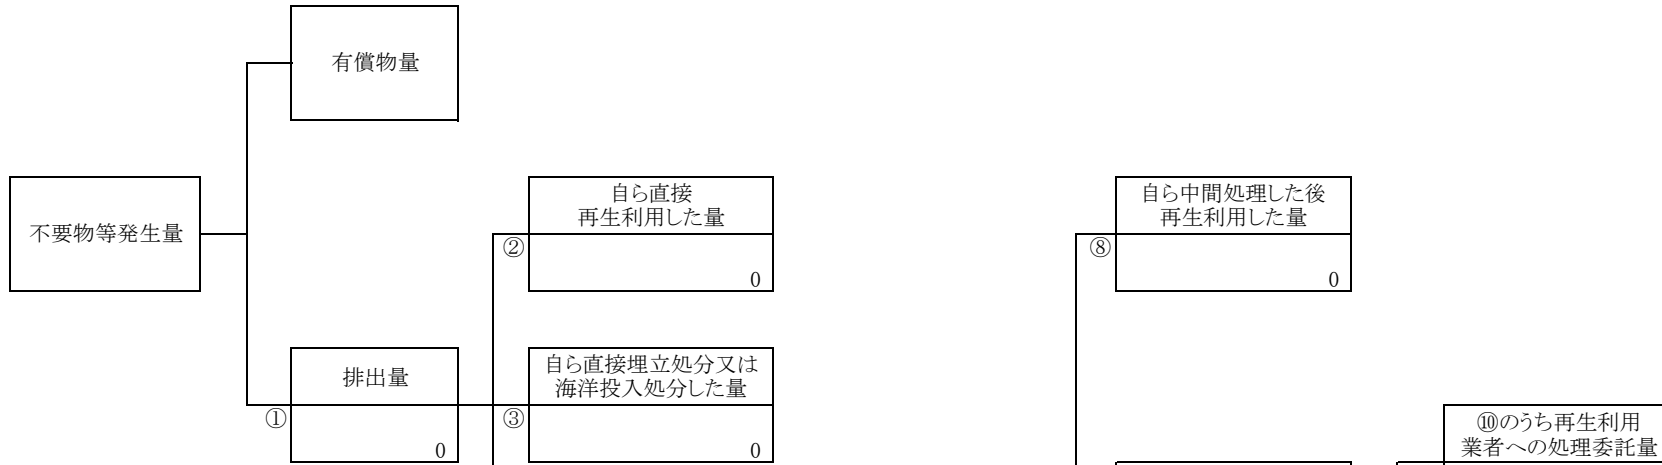 有償物量
自ら直接
再生利用した量
自ら中間処理した後
再生利用した量
不要物等発生量
②
0
⑧
0
排出量
自ら直接埋立処分又は
海洋投入処分した量
①
0
③
0
⑩のうち再生利用
業者への処理委託量